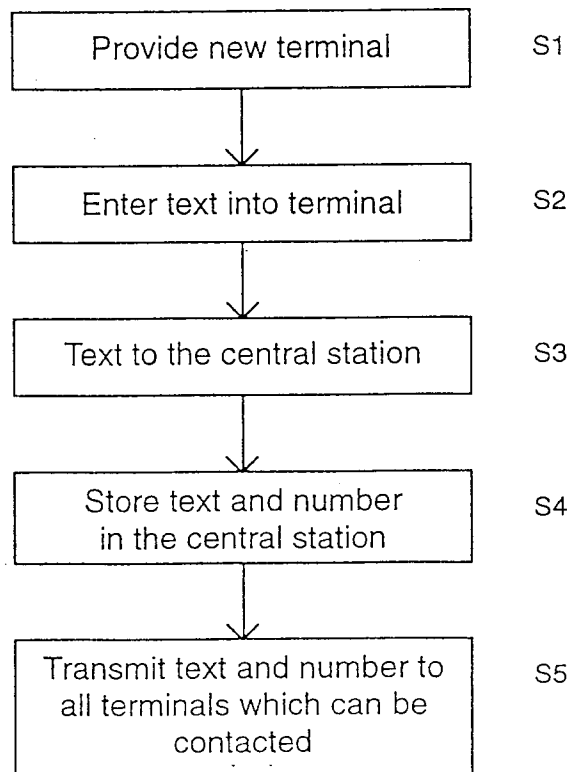 Provide new terminal S1
Enter text into terminal S2
Text to the central station S3
Store text and number
in the central station S4
Transmit text and number to S5
all terminals which can be
contacted